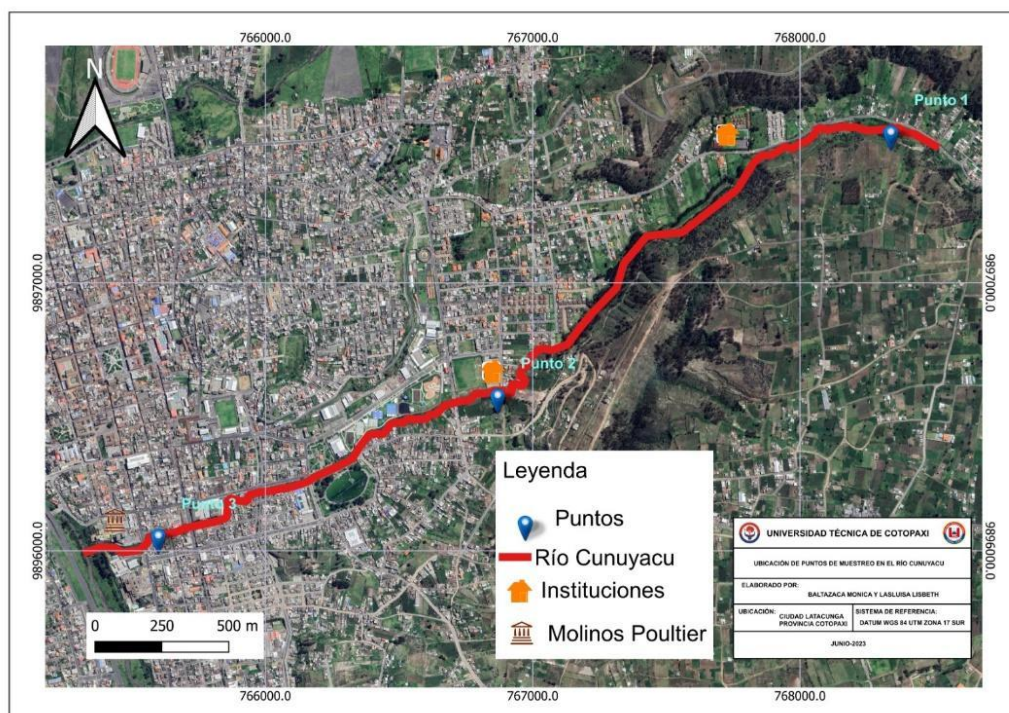 766000.0
767000.0
768000.0
N
Punto 1
9897000.0
9897000.0
Punto 2
Leyenda
Puntos
Río Cunuyacu
Instituciones
Molinos Poultier
Punto 3
9896000.0
9896000.0
0 250 500 m
UNIVERSIDAD TÉCNICA DE COTOPAXI
UBICACIÓN DE PUNTOS DE MUESTREO EN EL RÍO CUNUYACU
ELABORADO POR:
BALTAZACA MONICA Y LASLUISA LISBETH
UBICACIÓN:
CIUDAD LATACUNGA
PROVINCIA COTOPAXI
SISTEMA DE REFERENCIA:
DATUM WGS 84 UTM ZONA 17 SUR
JUNIO-2023
766000.0
767000.0
768000.0